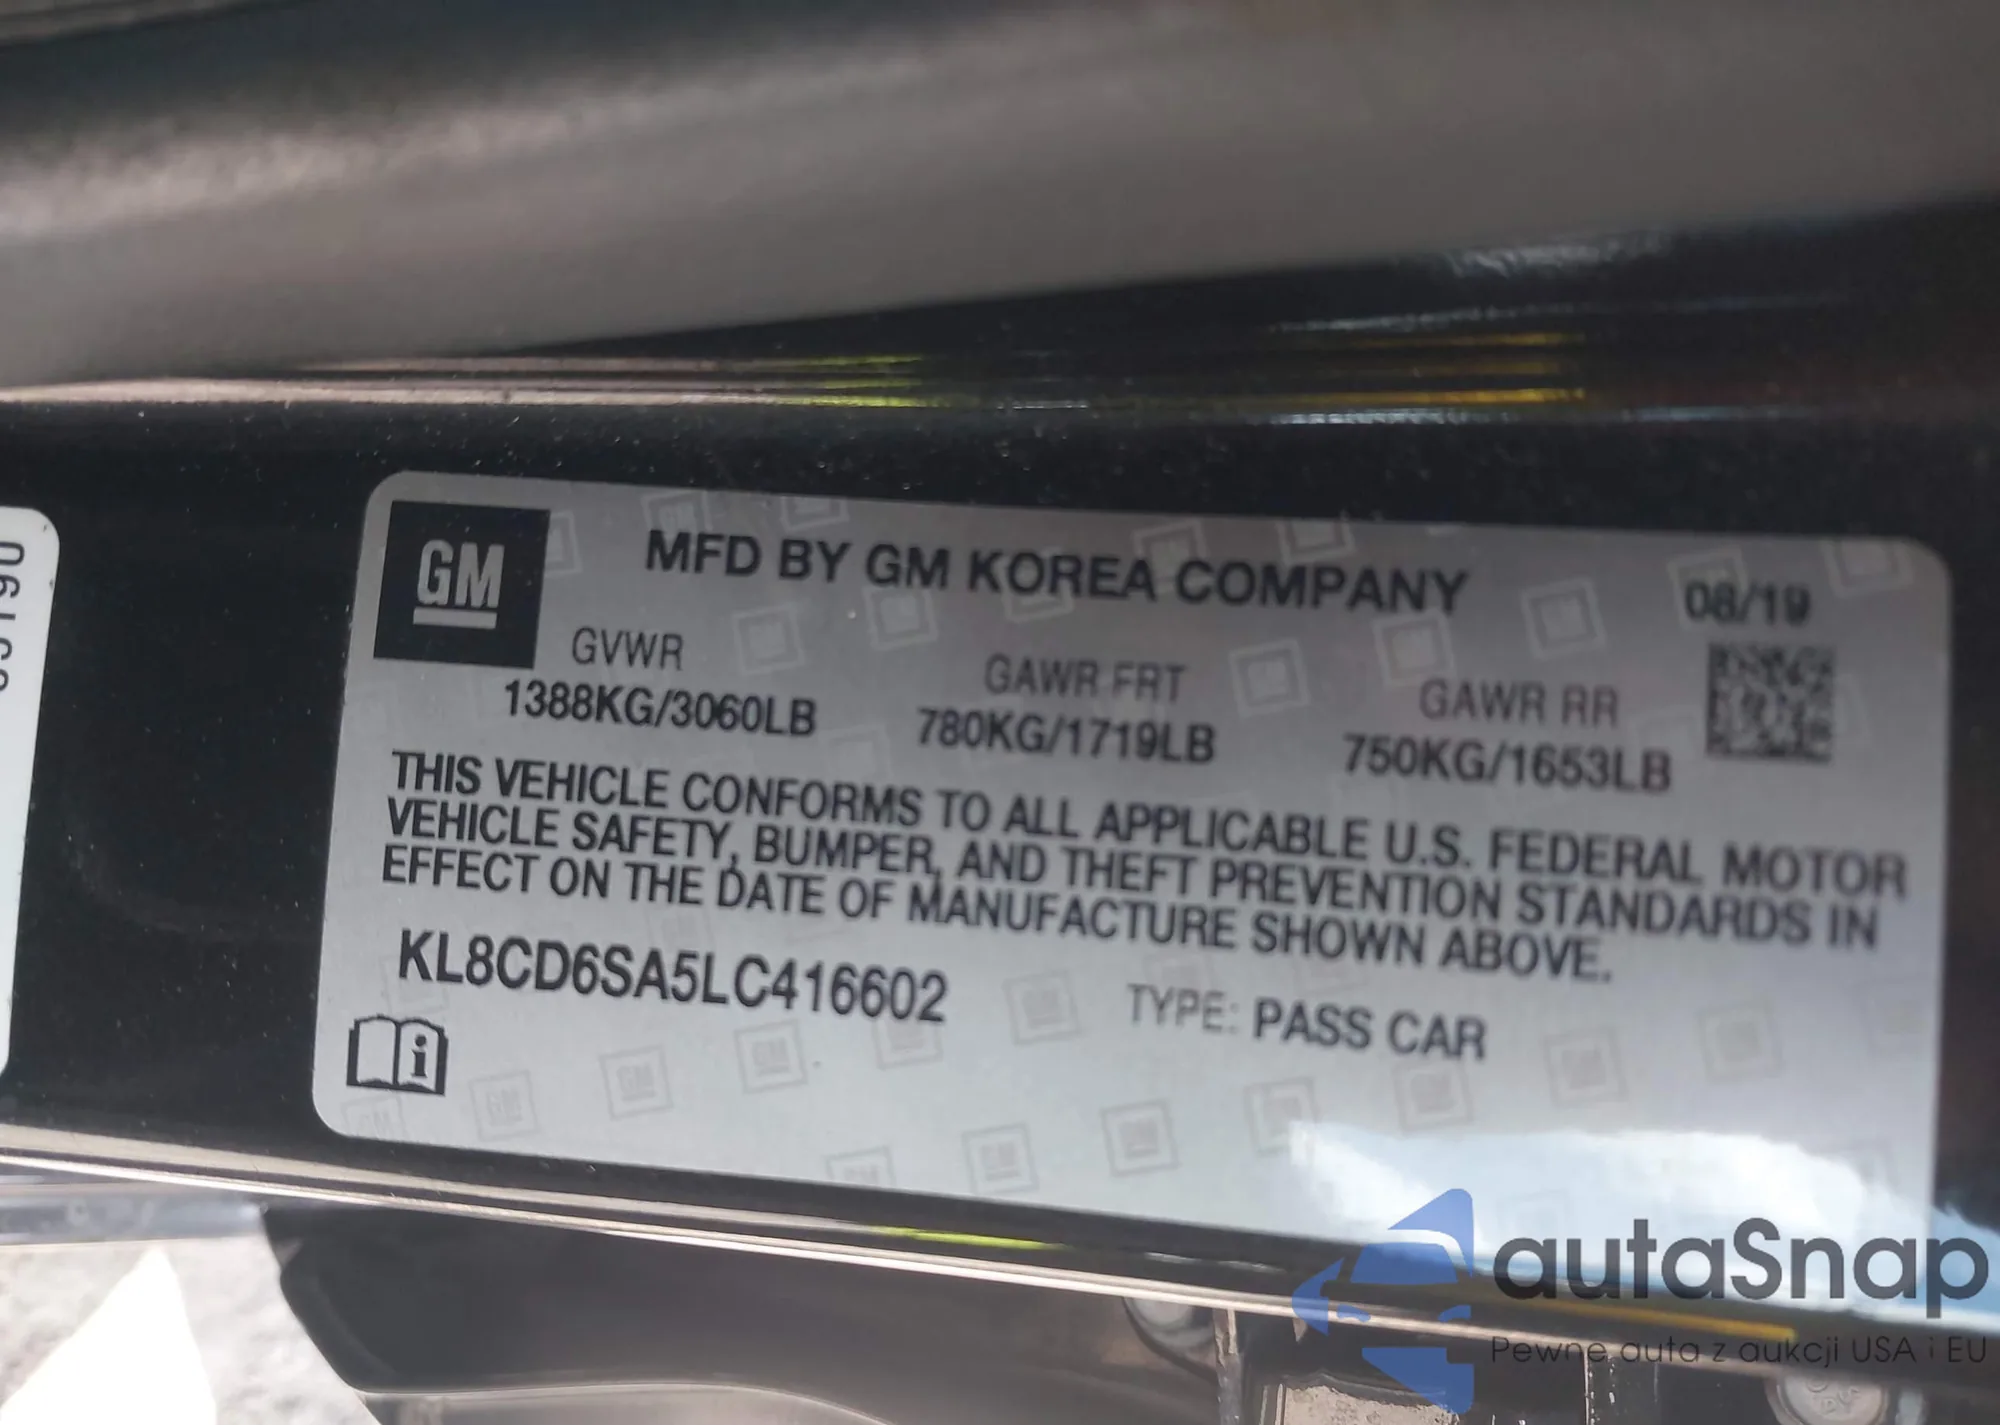 GM
MFD BY GM KOREA COMPANY
08/19
GVWR
1388KG/3060LB
GAWR FRT
780KG/1719LB
GAWR RR
750KG/1653LB
THIS VEHICLE CONFORMS TO ALL APPLICABLE U.S. FEDERAL MOTOR
VEHICLE SAFETY, BUMPER, AND THEFT PREVENTION STANDARDS IN
EFFECT ON THE DATE OF MANUFACTURE SHOWN ABOVE.
KL8CD6SA5LC416602
TYPE: PASS CAR
autaSnap
Pewne auta z aukcji USA i EU